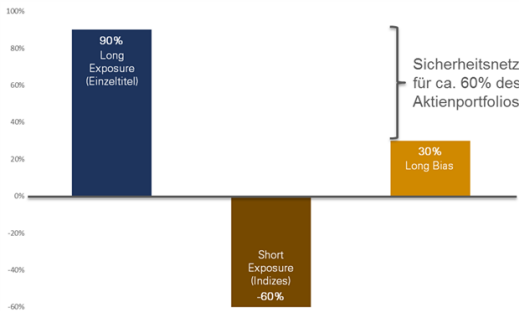 100%
80%
60%
40%
20%
0%
-20%
-40%
-60%
90%
Long
Exposure
(Einzeltitel)
Short
Exposure
(Indizes)
-60%
30%
Long Bias
Sicherheitsnetz
für ca. 60% des
Aktienportfolios